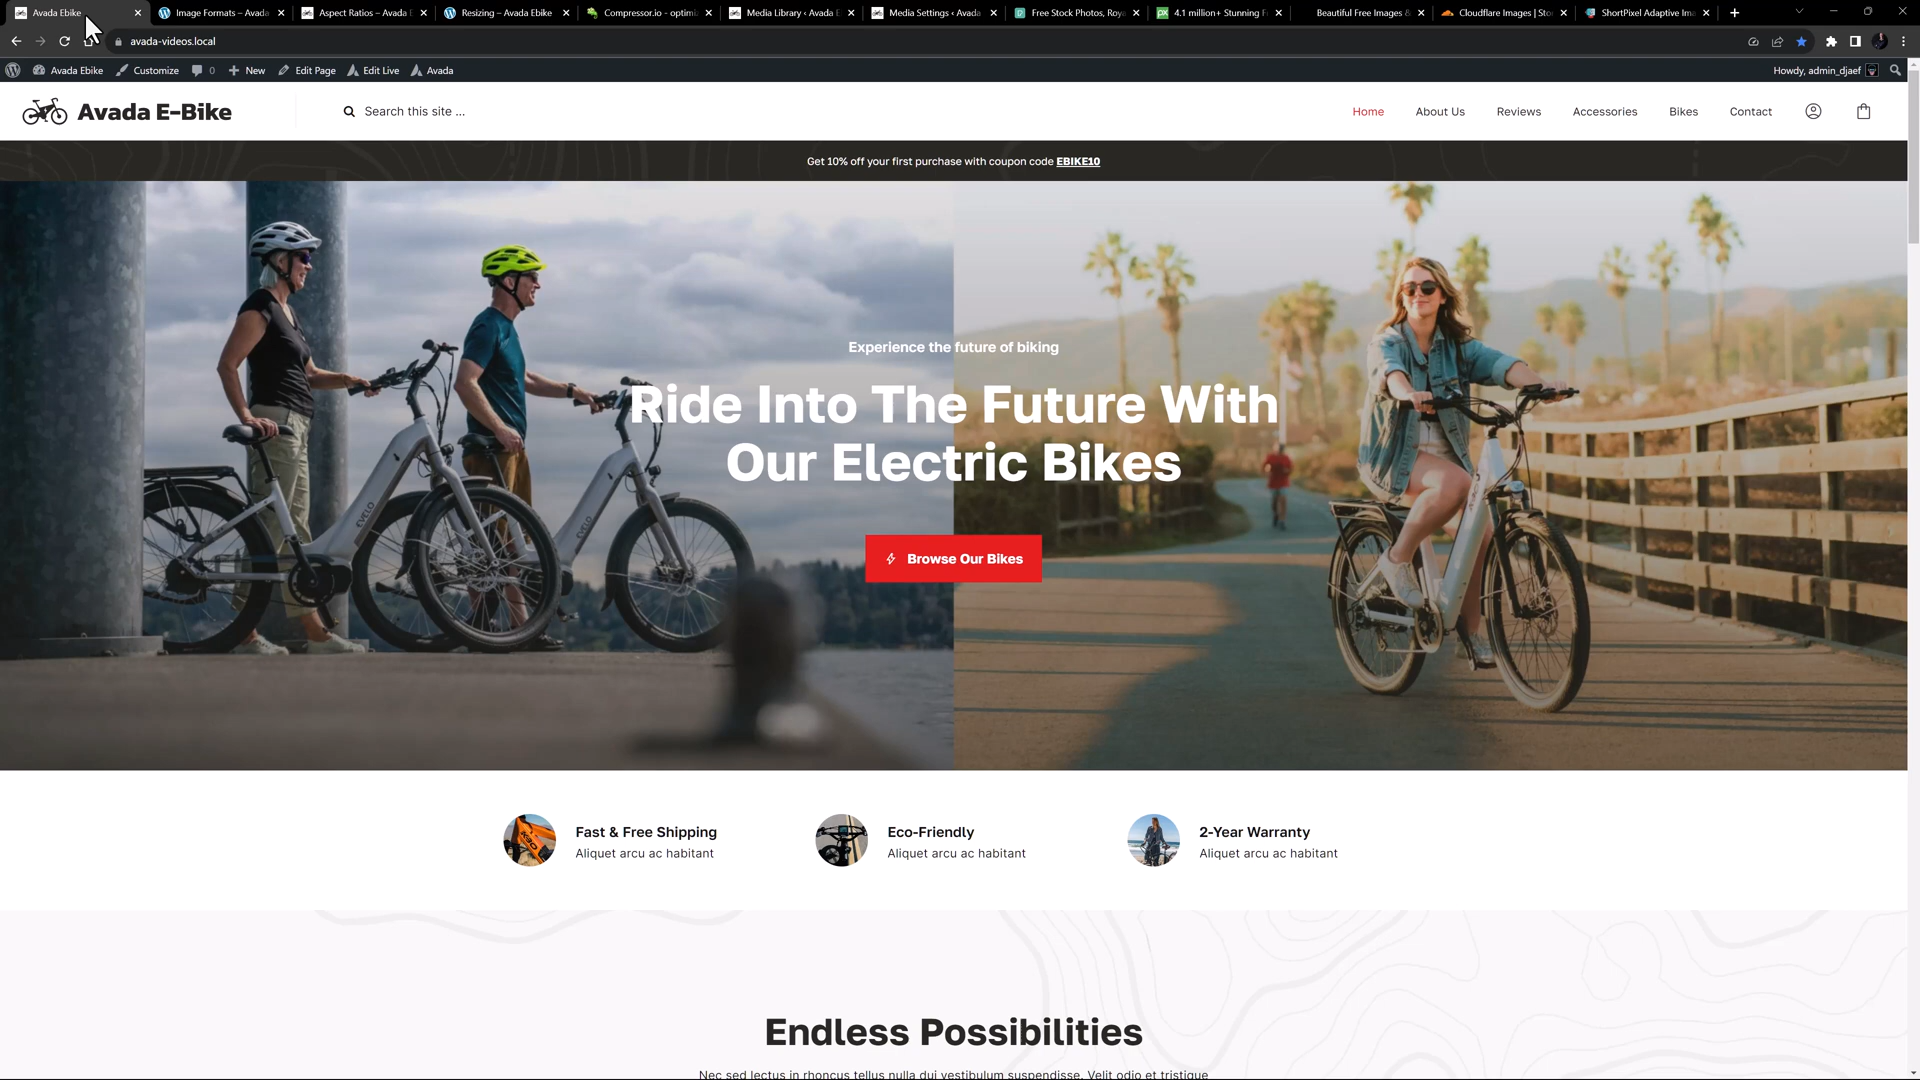 Avada Ebike
Image Formats – Avada
Aspect Ratios – Avada E
Resizing – Avada Ebike
Compressor.io - optimi
Media Library ‹ Avada E
Media Settings ‹ Avada
Free Stock Photos, Roya
4.1 million+ Stunning F
Beautiful Free Images &
Cloudflare Images | Sto
ShortPixel Adaptive Ima
avada-videos.local
Avada Ebike
Customize
0
New
Edit Page
Edit Live
Avada
Howdy, admin_djaef
Avada E-Bike
Search this site ...
Home
About Us
Reviews
Accessories
Bikes
Contact
Get 10% off your first purchase with coupon code EBIKE10
Experience the future of biking
Ride Into The Future With
Our Electric Bikes
Browse Our Bikes
EVELO
EVELO
Fast & Free Shipping
Aliquet arcu ac habitant
Eco-Friendly
Aliquet arcu ac habitant
2-Year Warranty
Aliquet arcu ac habitant
Endless Possibilities
Nec sed lectus in rhoncus tellus nulla dui vestibulum suspendisse. Velit odio et tristique